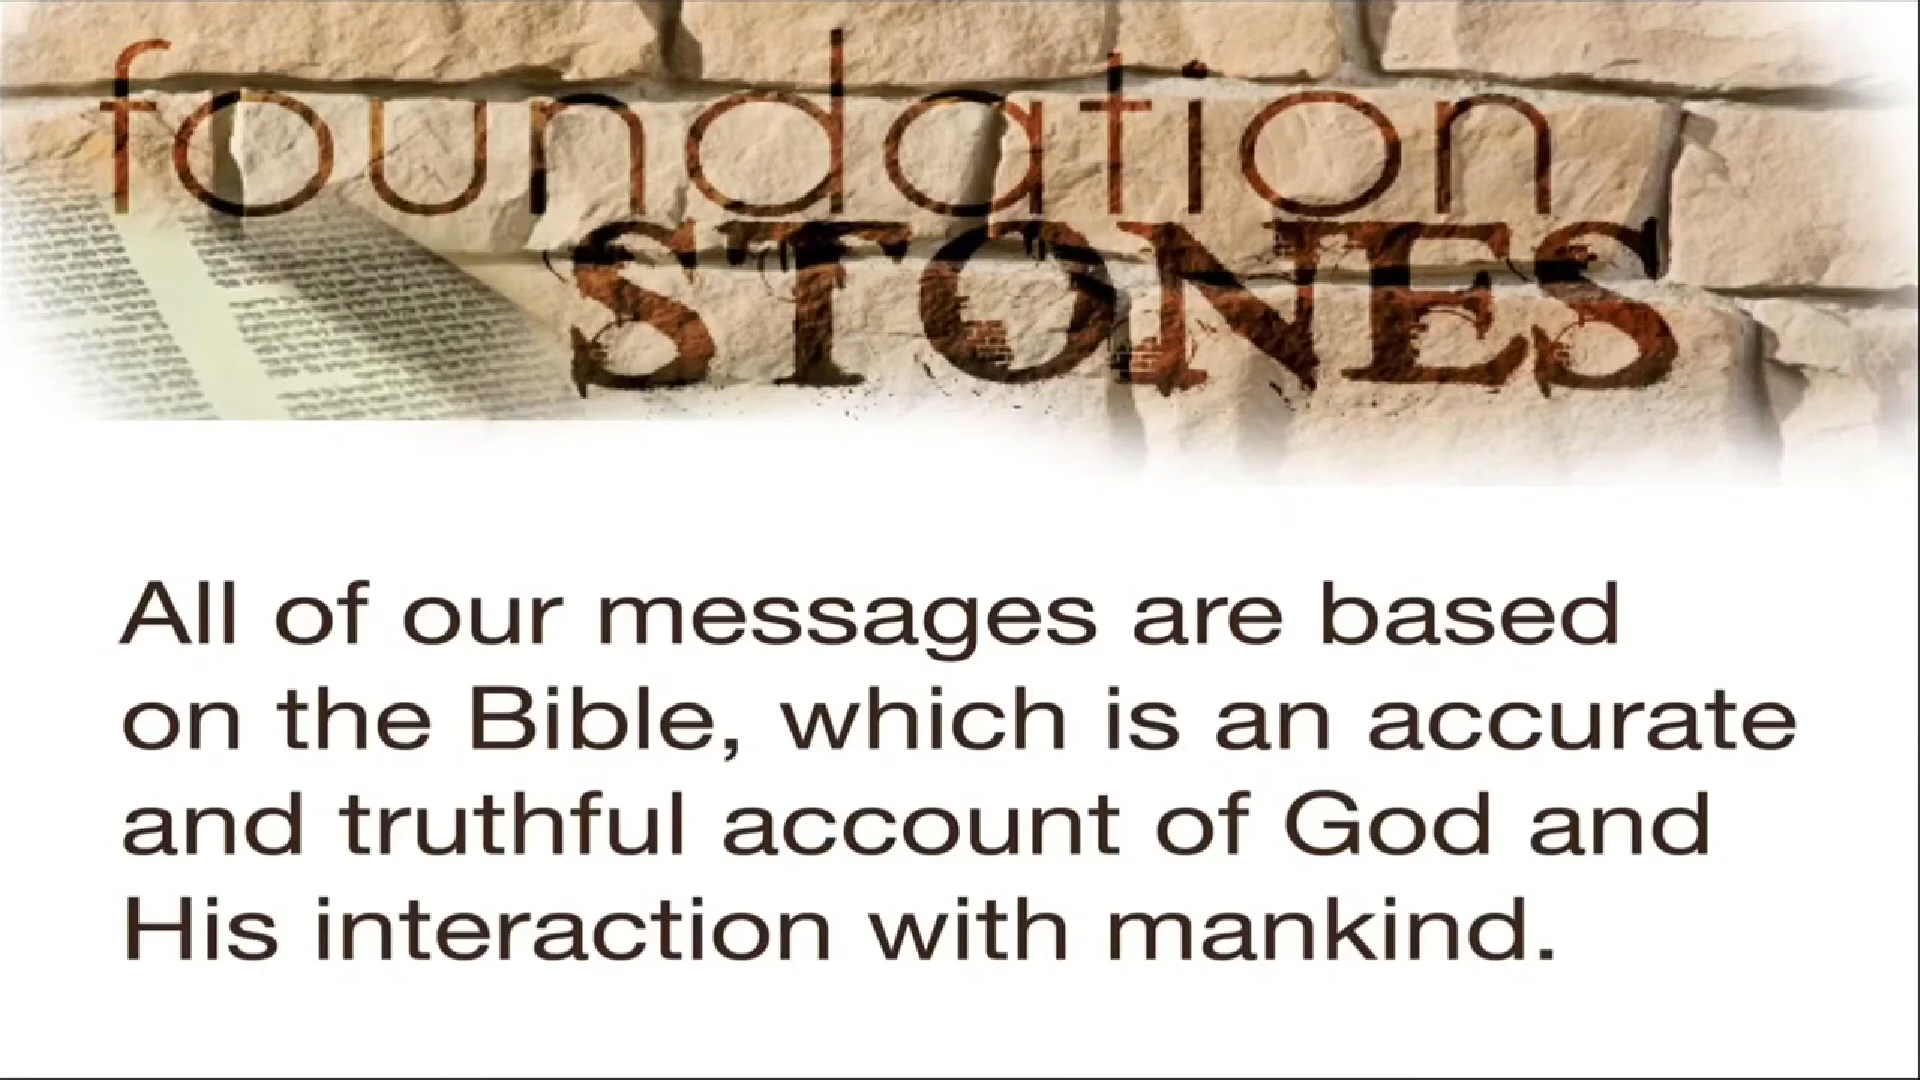 foundation
STONES
All of our messages are based
on the Bible, which is an accurate
and truthful account of God and
His interaction with mankind.